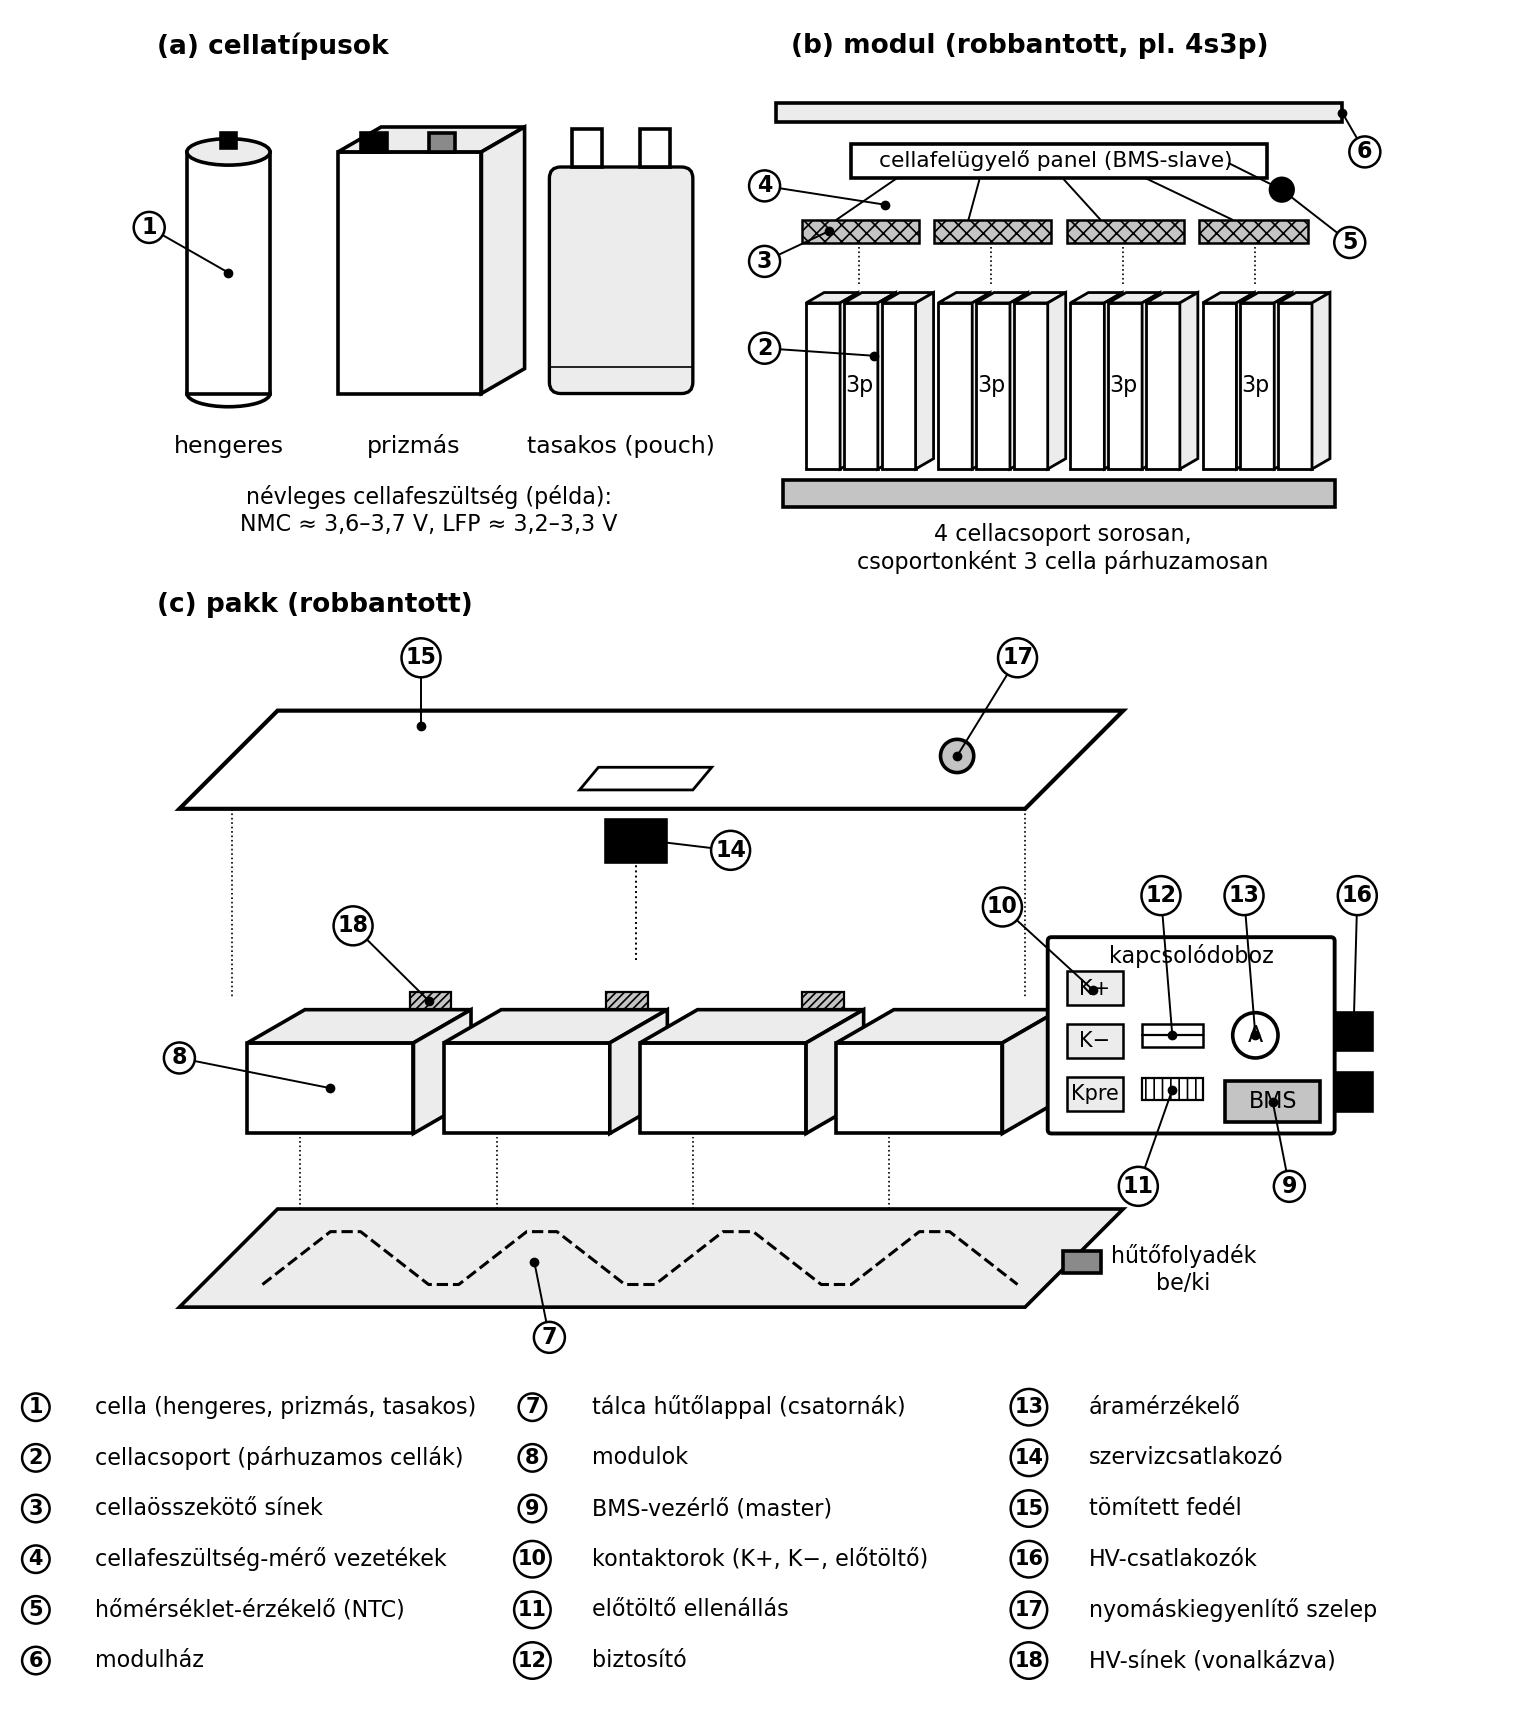 (a) cellatípusok
(b) modul (robbantott, pl. 4s3p)
cellafelügyelő panel (BMS-slave)
6
4
1
5
3
2
3p 3p 3p 3p
hengeres
prizmás
tasakos (pouch)
névleges cellafeszültség (példa):
NMC ≈ 3,6–3,7 V, LFP ≈ 3,2–3,3 V
4 cellacsoport sorosan,
csoportonként 3 cella párhuzamosan
(c) pakk (robbantott)
15
17
14
18
10
12
13
16
kapcsolódoboz
K+
K−
A
8
Kpre
BMS
11
9
hűtőfolyadék
be/ki
7
1 cella (hengeres, prizmás, tasakos)
2 cellacsoport (párhuzamos cellák)
3 cellaösszekötő sínek
4 cellafeszültség-mérő vezetékek
5 hőmérséklet-érzékelő (NTC)
6 modulház
7 tálca hűtőlappal (csatornák)
8 modulok
9 BMS-vezérlő (master)
10 kontaktorok (K+, K−, előtöltő)
11 előtöltő ellenállás
12 biztosító
13 áramérzékelő
14 szervizcsatlakozó
15 tömített fedél
16 HV-csatlakozók
17 nyomáskiegyenlítő szelep
18 HV-sínek (vonalkázva)